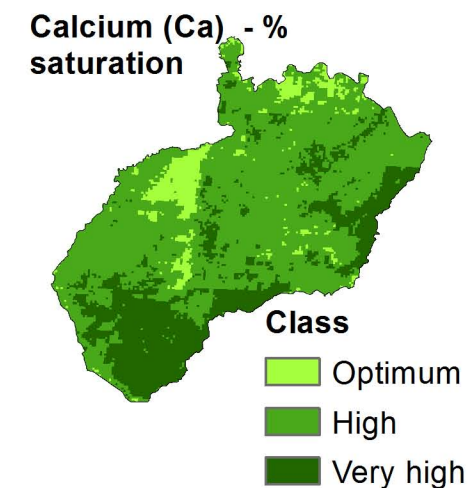 Calcium (Ca) - %
saturation
Class
Optimum
High
Very high